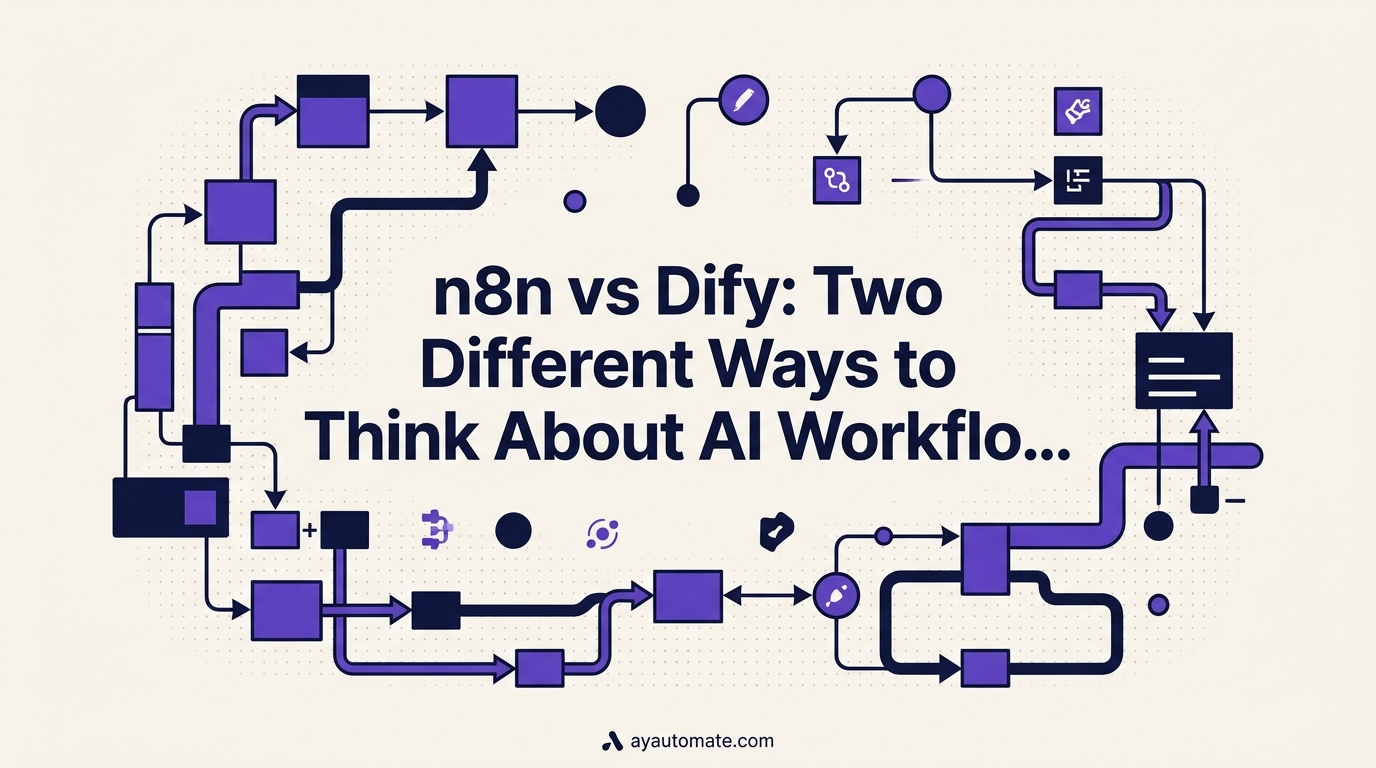 n8n vs Dify: Two
Different Ways to
Think About AI Workflo...
ayautomate.com